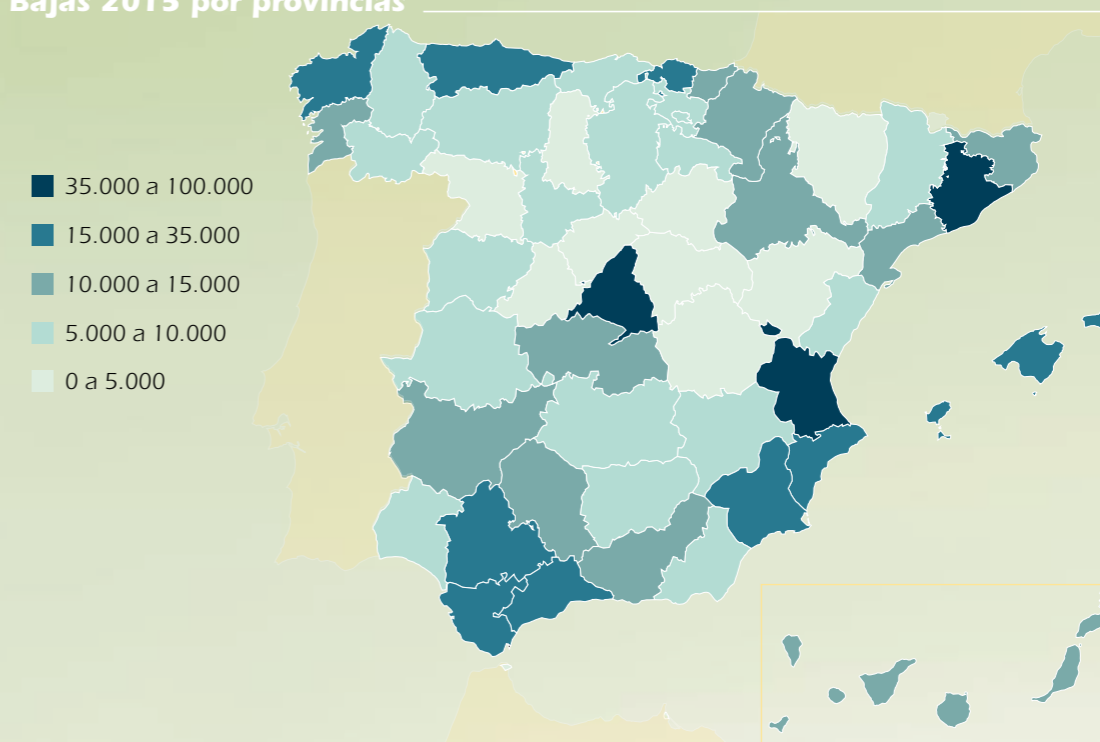 Bajas 2015 por provincias
35.000 a 100.000
15.000 a 35.000
10.000 a 15.000
5.000 a 10.000
0 a 5.000